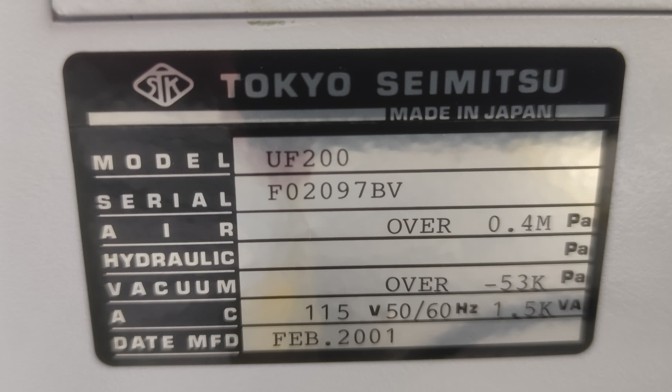 STK TOKYO SEIMITSU
MADE IN JAPAN
MODEL UF200
SERIAL F02097BV
AIR OVER 0.4M Pa
HYDRAULIC Pa
VACUUM OVER -53K Pa
AC 115 V 50/60 Hz 1.5K VA
DATE MFD FEB.2001